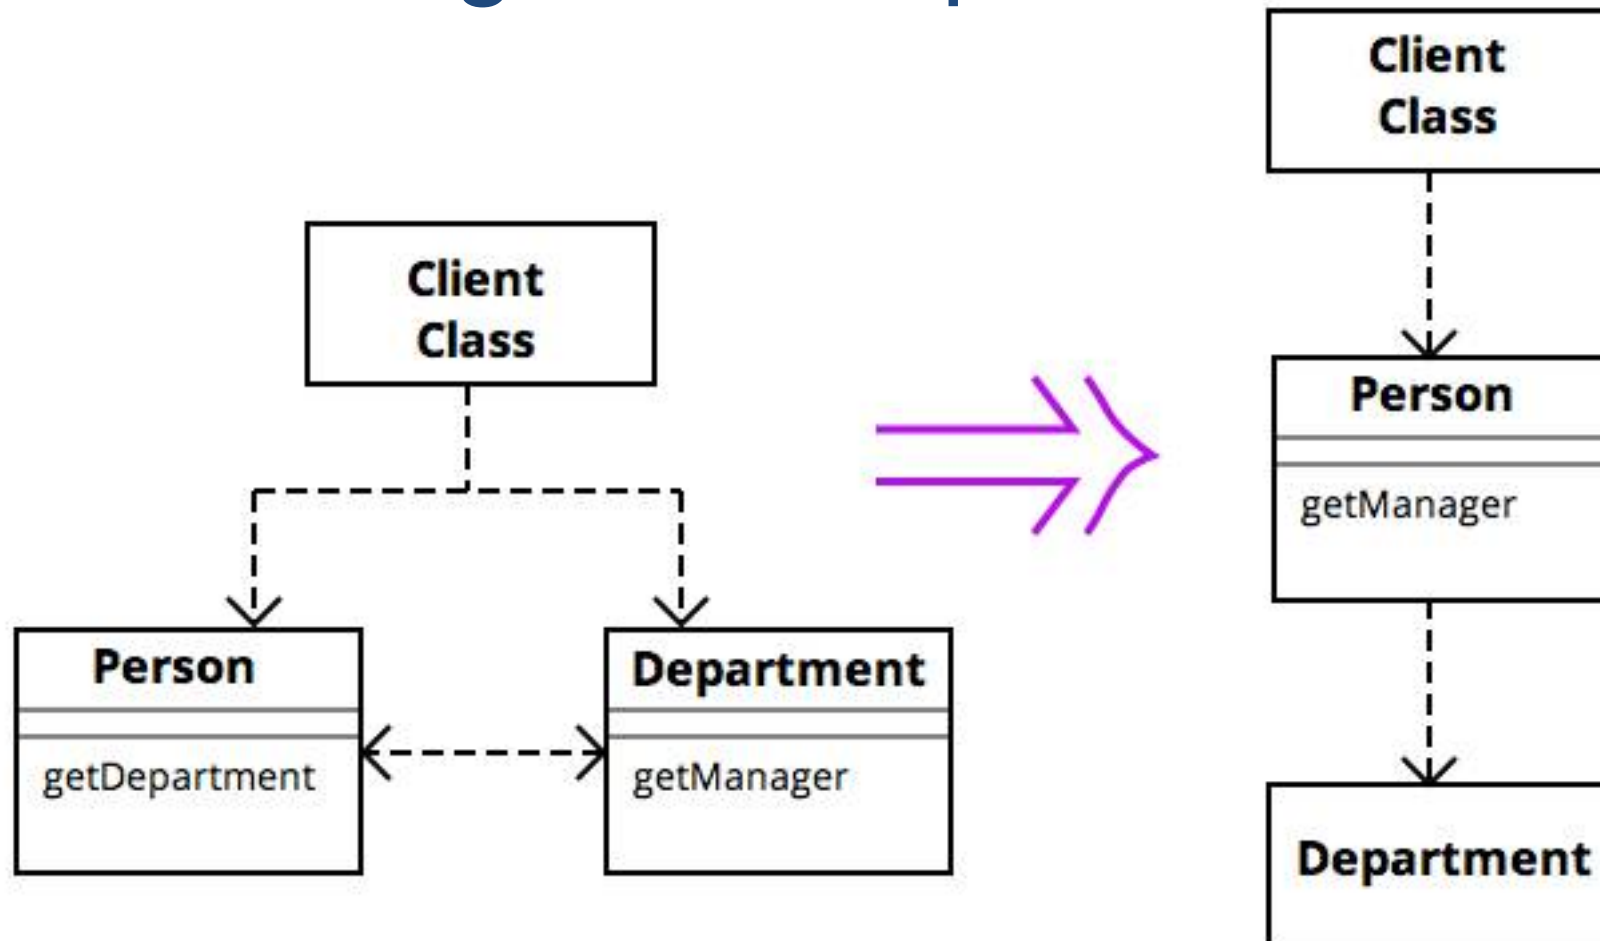 Client
Class
Person
getDepartment
Department
getManager
Client
Class
Person
getManager
Department